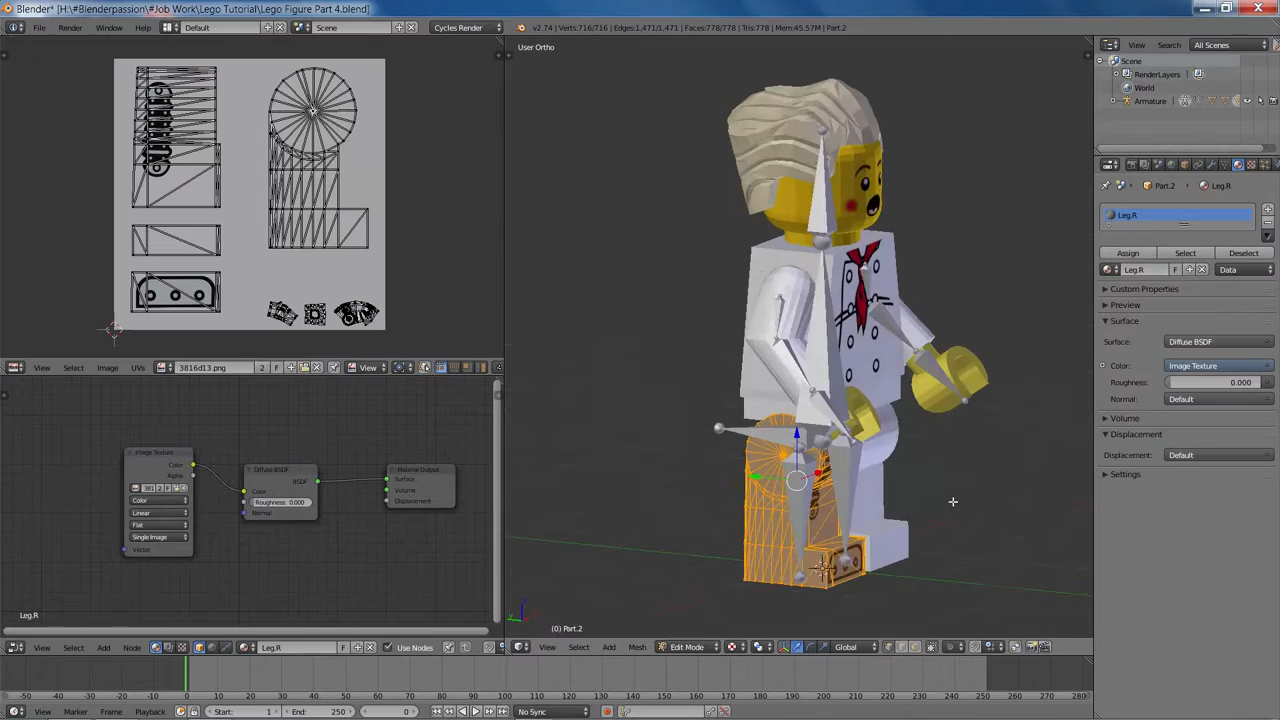 Blender* [H:\#Blenderpassion\#Job Work\Lego Tutorial\Lego Figure Part 4.blend]
File Render Window Help Default Scene Cycles Render v2.74 | Verts:716/716 | Edges:1,471/1,471 | Faces:778/778 | Tris:778 | Mem:45.57M | Part.2
View Search All Scenes
User Ortho
Scene
RenderLayers
World
Armature
Part.2 Leg.R
Leg.R
Assign Select Deselect
Leg.R F Data
Custom Properties
Preview
Surface
Surface: Diffuse BSDF
Color: Image Texture
Roughness: 0.000
Normal: Default
Volume
Displacement
Displacement: Default
Settings
View Select Image UVs 3816d13.png 2 F View
Image Texture
Color
Alpha
381 2 F
Color
Linear
Flat
Single Image
Vector
Diffuse BSDF
BSDF
Color
Roughness: 0.000
Normal
Material Output
Surface
Volume
Displacement
Leg.R
(0) Part.2
View Select Add Node Leg.R F Use Nodes
View Select Add Mesh Edit Mode Global
-50 -40 -30 -20 -10 0 10 20 30 40 50 60 70 80 90 100 110 120 130 140 150 160 170 180 190 200 210 220 230 240 250 260 270 280
View Marker Frame Playback Start: 1 End: 250 0 No Sync